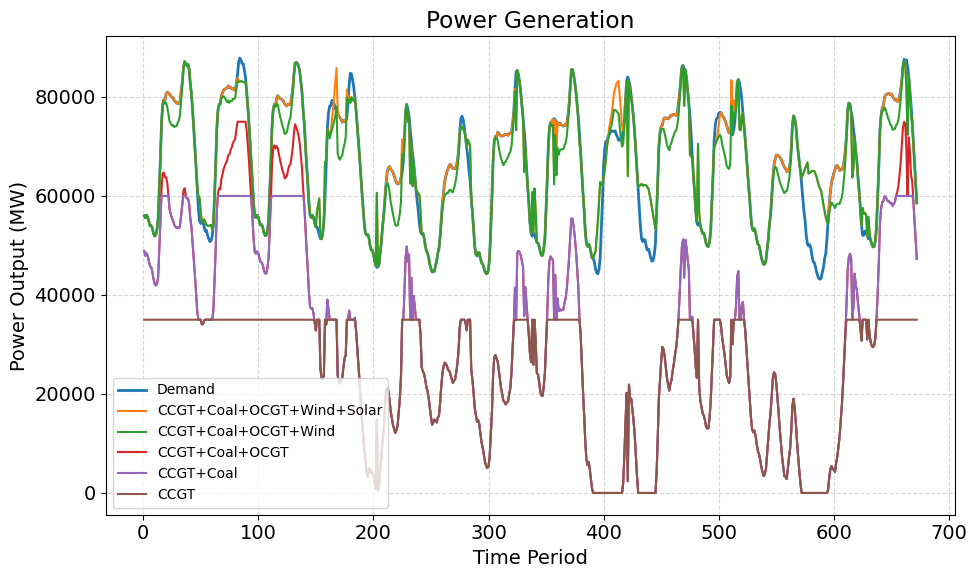 Power Generation
Power Output (MW)
80000
60000
40000
20000
0
Demand
CCGT+Coal+OCGT+Wind+Solar
CCGT+Coal+OCGT+Wind
CCGT+Coal+OCGT
CCGT+Coal
CCGT
0 100 200 300 400 500 600 700
Time Period